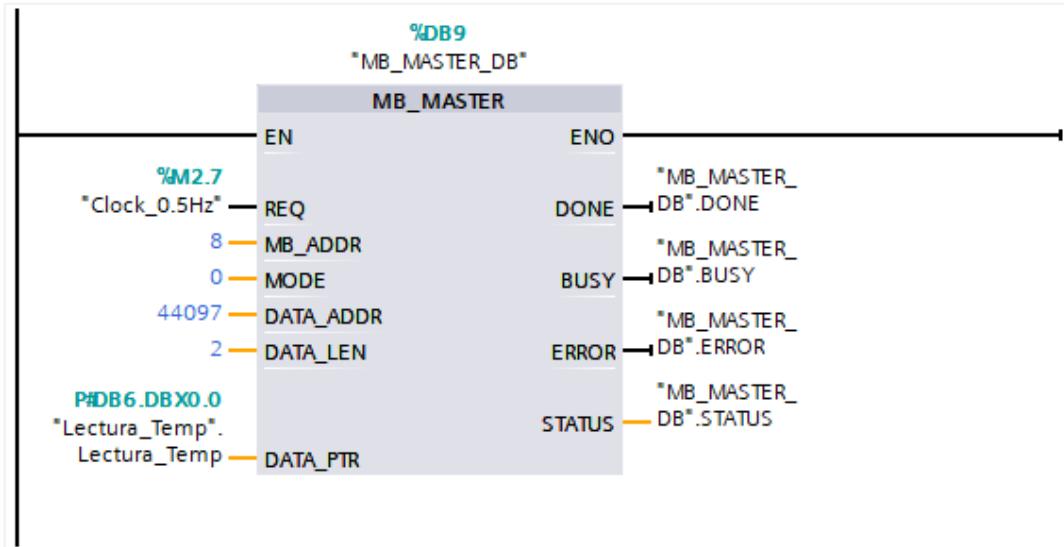 %DB9
"MB_MASTER_DB"
MB_MASTER
EN
ENO
%M2.7
"Clock_0.5Hz"
REQ
"MB_MASTER_
DB".DONE
DONE
8
MB_ADDR
0
MODE
"MB_MASTER_
DB".BUSY
BUSY
44097
DATA_ADDR
2
DATA_LEN
"MB_MASTER_
DB".ERROR
ERROR
P#DB6.DBX0.0
"Lectura_Temp".
Lectura_Temp
DATA_PTR
"MB_MASTER_
DB".STATUS
STATUS